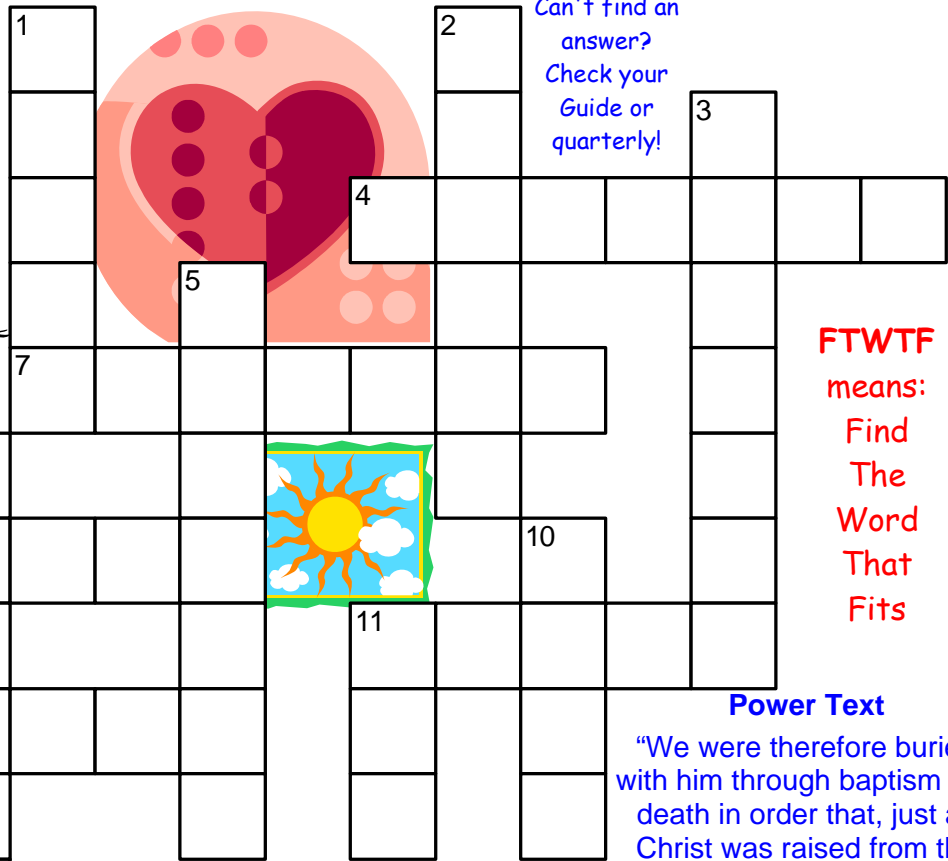 1
2
Can't find an
answer?
Check your
Guide or
quarterly!
3
4
5
7
FTWTF
means:
Find
The
Word
That
Fits
10
11
Power Text
“We were therefore
with him through baptism
death in order that, just
Christ was raised from